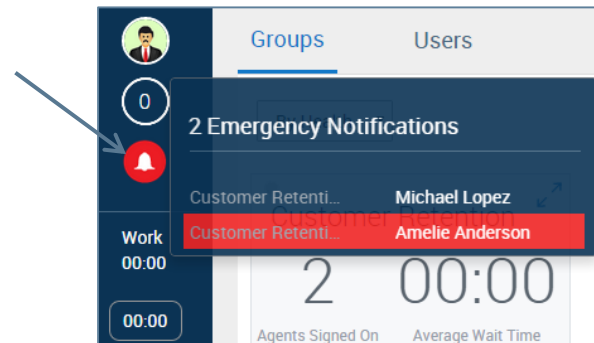 Groups Users
0
2 Emergency Notifications
Customer Retenti... Michael Lopez
Customer Retention
Customer Retenti... Amelie Anderson
Work
00:00
2 00:00
00:00
Agents Signed On Average Wait Time